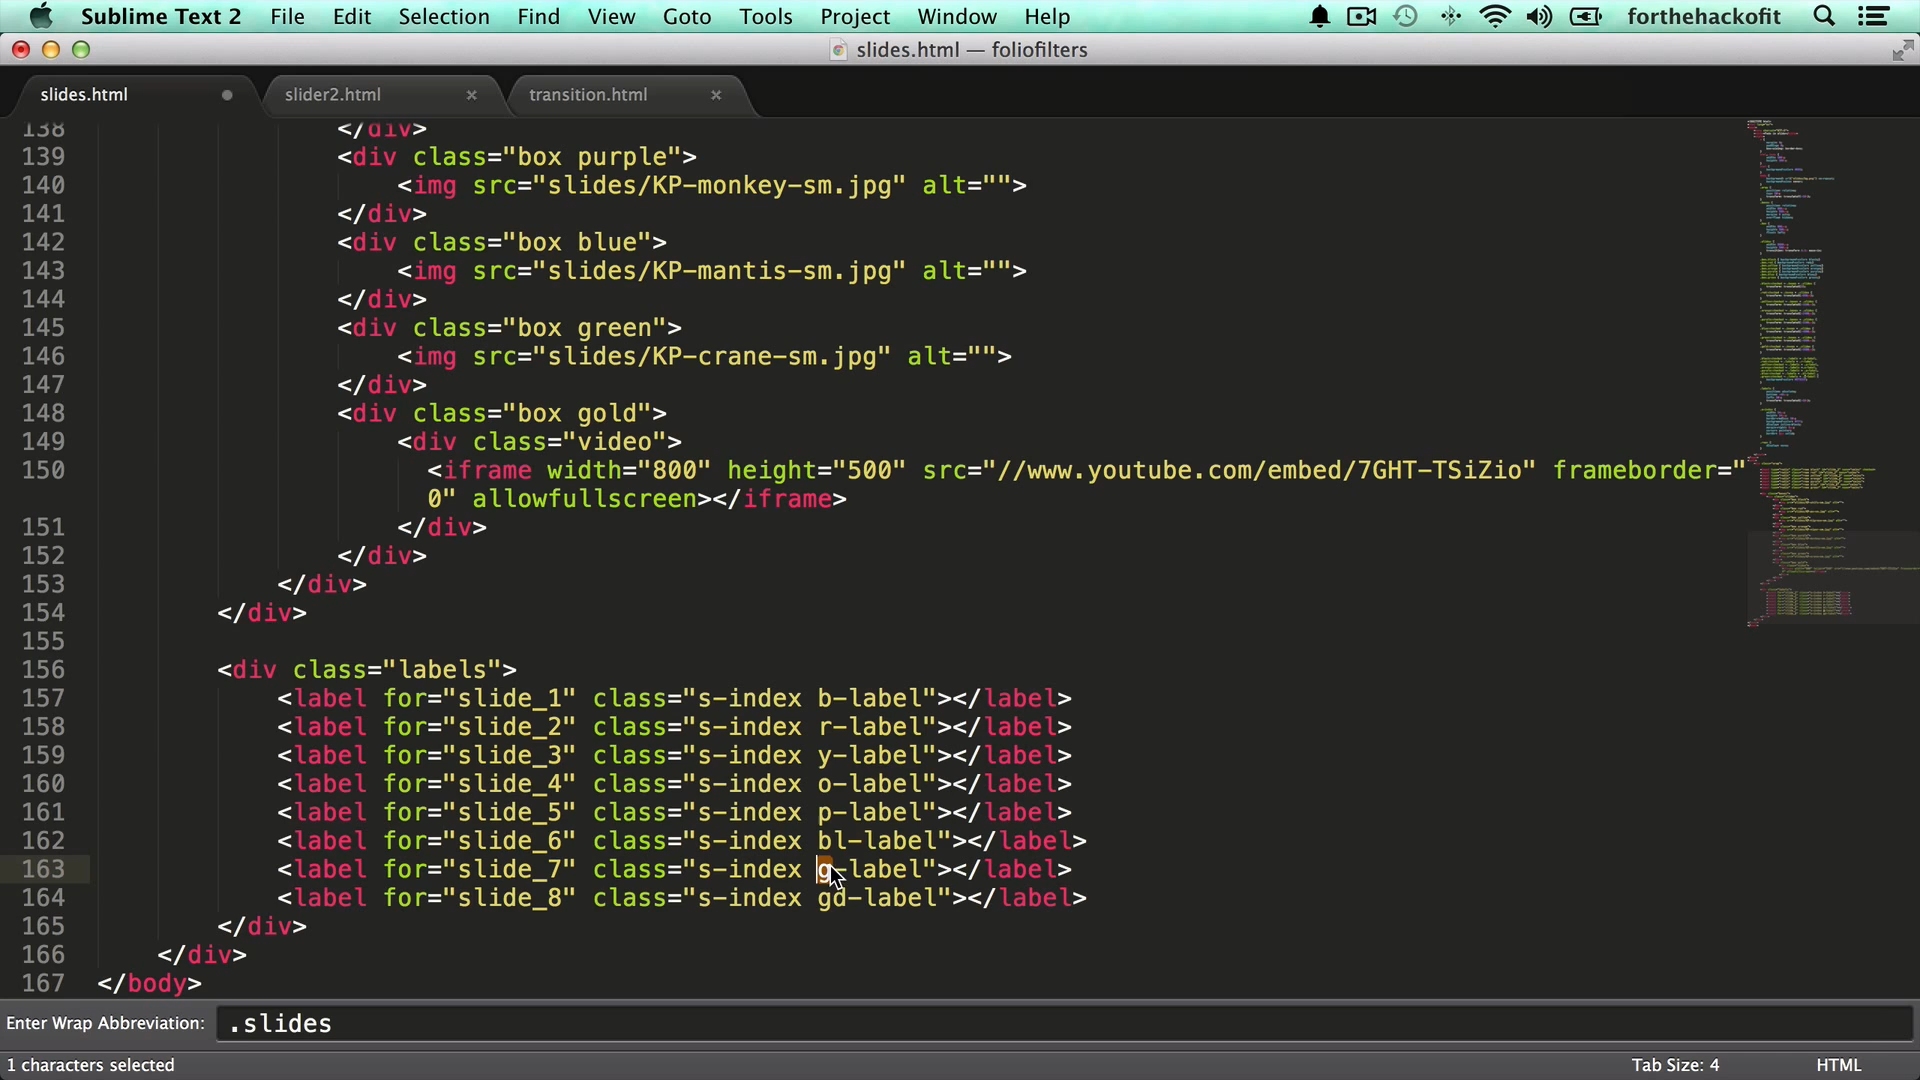 Sublime Text 2 File Edit Selection Find View Goto Tools Project Window Help forthehackofit
slides.html — foliofilters
slides.html slider2.html × transition.html ×
138 </div>
139 <div class="box purple">
140 <img src="slides/KP-monkey-sm.jpg" alt="">
141 </div>
142 <div class="box blue">
143 <img src="slides/KP-mantis-sm.jpg" alt="">
144 </div>
145 <div class="box green">
146 <img src="slides/KP-crane-sm.jpg" alt="">
147 </div>
148 <div class="box gold">
149 <div class="video">
150 <iframe width="800" height="500" src="//www.youtube.com/embed/7GHT-TSiZio" frameborder="
0" allowfullscreen></iframe>
151 </div>
152 </div>
153 </div>
154 </div>
155
156 <div class="labels">
157 <label for="slide_1" class="s-index b-label"></label>
158 <label for="slide_2" class="s-index r-label"></label>
159 <label for="slide_3" class="s-index y-label"></label>
160 <label for="slide_4" class="s-index o-label"></label>
161 <label for="slide_5" class="s-index p-label"></label>
162 <label for="slide_6" class="s-index bl-label"></label>
163 <label for="slide_7" class="s-index g-label"></label>
164 <label for="slide_8" class="s-index gd-label"></label>
165 </div>
166 </div>
167 </body>
Enter Wrap Abbreviation: .slides
1 characters selected Tab Size: 4 HTML